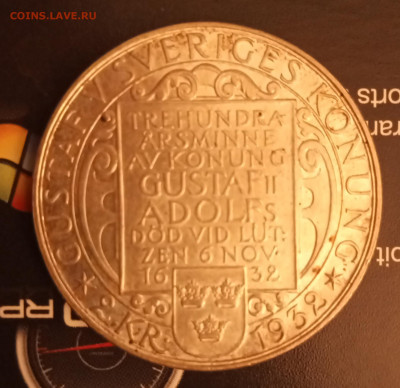 COINS.LAVE.RU
GUSTAF V SVERIGES KONUNG
TREHUNDRA
ÅRSMINNE
AV KONUNG
GUSTAF II
ADOLFS
DÖD VID LÜT:
ZEN 6 NOV.
16 32
★ 2 KR. 1932 ★